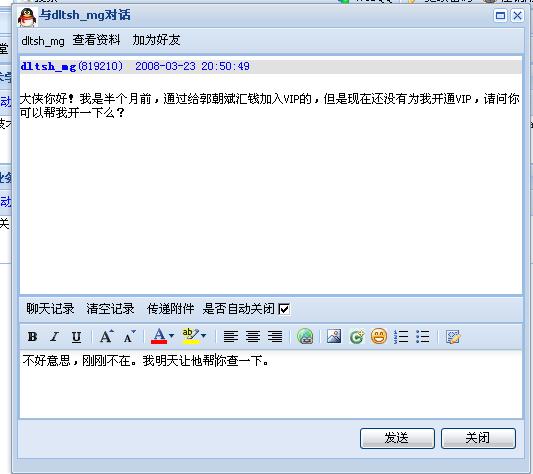 与dltsh_mg对话
dltsh_mg 查看资料 加为好友
dltsh_mg(819210) 2008-03-23 20:50:49
大侠你好！我是半个月前，通过给郭朝斌汇钱加入VIP的，但是现在还没有为我开通VIP，请问你
可以帮我开一下么？
聊天记录 清空记录 传递附件 是否自动关闭
B I U A A A ab
不好意思，刚刚不在。我明天让他帮你查一下。
发送 关闭